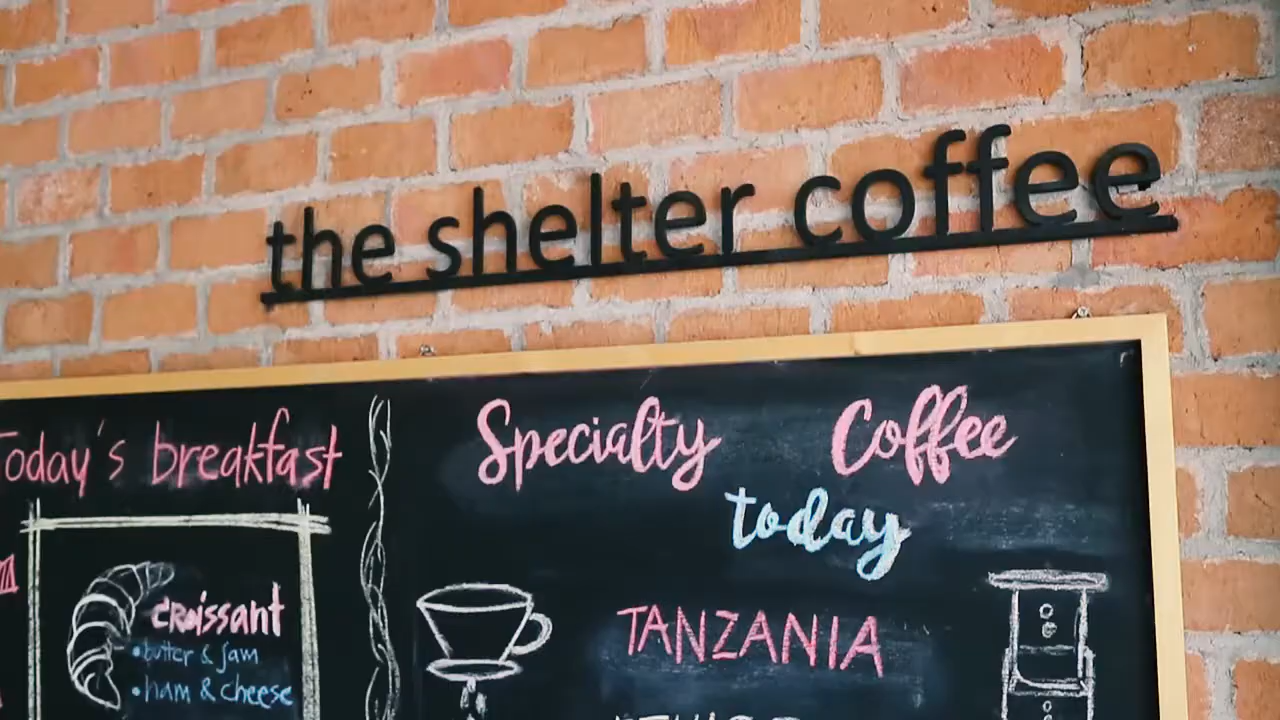 the shelter coffee
Today's breakfast
croissant
•butter & jam
•ham & cheese
Specialty Coffee
today
TANZANIA